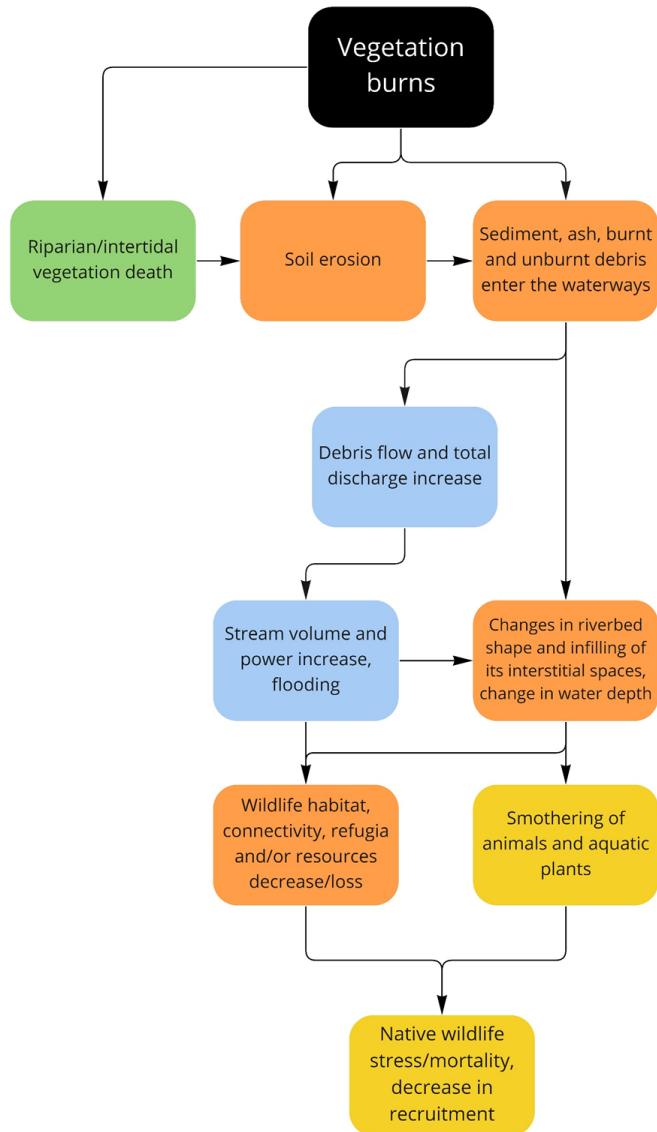 Vegetation
burns
Riparian/intertidal
vegetation death
Soil erosion
Sediment, ash, burnt
and unburnt debris
enter the waterways
Debris flow and total
discharge increase
Stream volume and
power increase,
flooding
Changes in riverbed
shape and infilling of
its interstitial spaces,
change in water depth
Wildlife habitat,
connectivity, refugia
and/or resources
decrease/loss
Smothering of
animals and aquatic
plants
Native wildlife
stress/mortality,
decrease in
recruitment